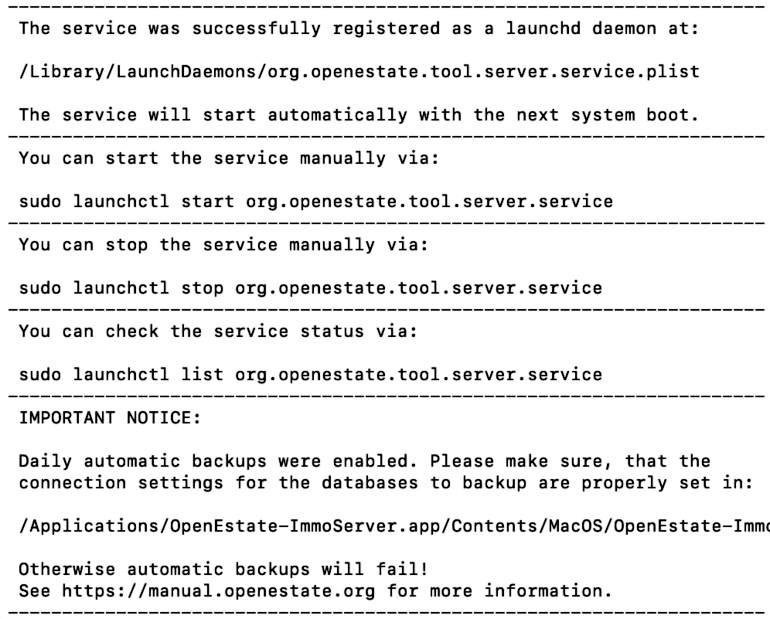 The service was successfully registered as a launchd daemon at:
/Library/LaunchDaemons/org.openestate.tool.server.service.plist
The service will start automatically with the next system boot.
You can start the service manually via:
sudo launchctl start org.openestate.tool.server.service
You can stop the service manually via:
sudo launchctl stop org.openestate.tool.server.service
You can check the service status via:
sudo launchctl list org.openestate.tool.server.service
IMPORTANT NOTICE:
Daily automatic backups were enabled. Please make sure, that the
connection settings for the databases to backup are properly set in:
/Applications/OpenEstate-ImmoServer.app/Contents/MacOS/OpenEstate-Immo
Otherwise automatic backups will fail!
See https://manual.openestate.org for more information.